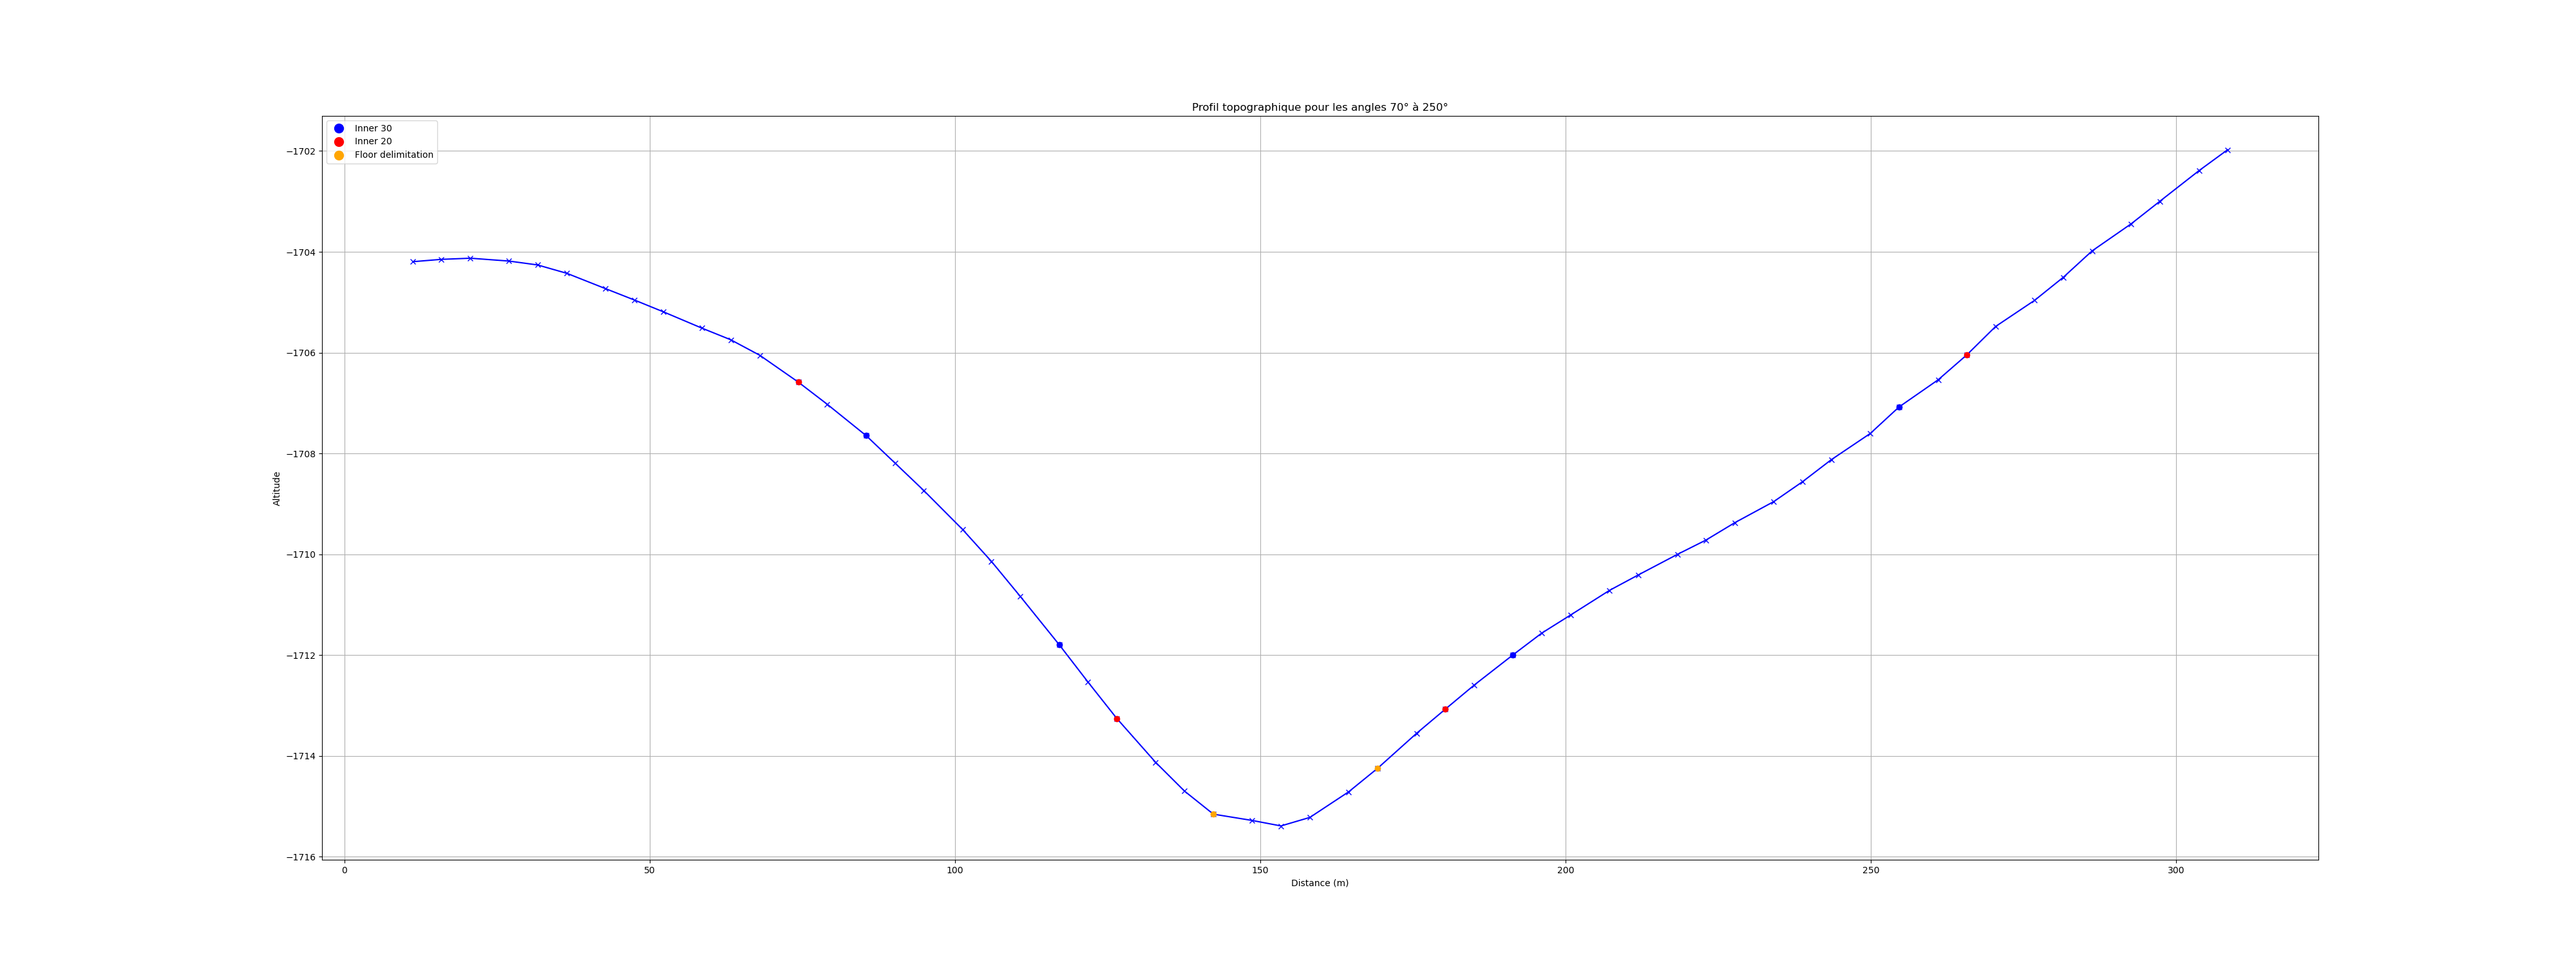 Profil topographique pour les angles 70° à 250°
Inner 30
Inner 20
Floor delimitation
−1702
−1704
−1706
−1708
−1710
−1712
−1714
−1716
Altitude
0 50 100 150 200 250 300
Distance (m)